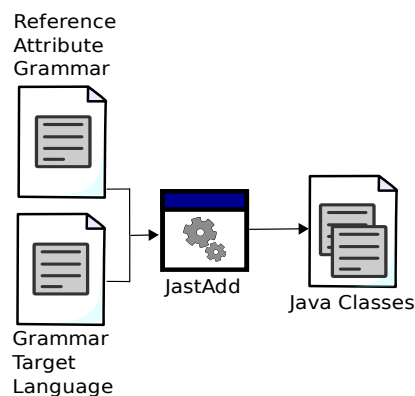 Reference
Attribute
Grammar
JastAdd
Java Classes
Grammar
Target
Language